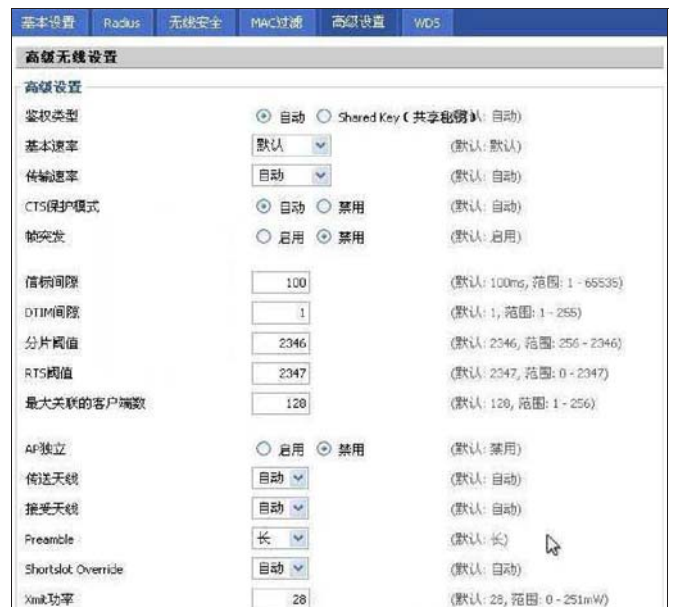 基本设置 Radius 无线安全 MAC过滤 高级设置 WDS
高级无线设置
高级设置
鉴权类型 自动 Shared Key ( 共享密钥 ) (默认: 自动)
基本速率 默认 (默认: 默认)
传输速率 自动 (默认: 自动)
CTS保护模式 自动 禁用 (默认: 自动)
帧突发 启用 禁用 (默认: 启用)
信标间隙 100 (默认: 100ms, 范围: 1 - 65535)
DTIM间隙 1 (默认: 1, 范围: 1 - 255)
分片阈值 2346 (默认: 2346, 范围: 256 - 2346)
RTS阈值 2347 (默认: 2347, 范围: 0 - 2347)
最大关联的客户端数 128 (默认: 128, 范围: 1 - 256)
AP独立 启用 禁用 (默认: 禁用)
传送天线 自动 (默认: 自动)
接受天线 自动 (默认: 自动)
Preamble 长 (默认: 长)
Shortslot Override 自动 (默认: 自动)
Xmit功率 28 (默认: 28, 范围: 0 - 251mW)